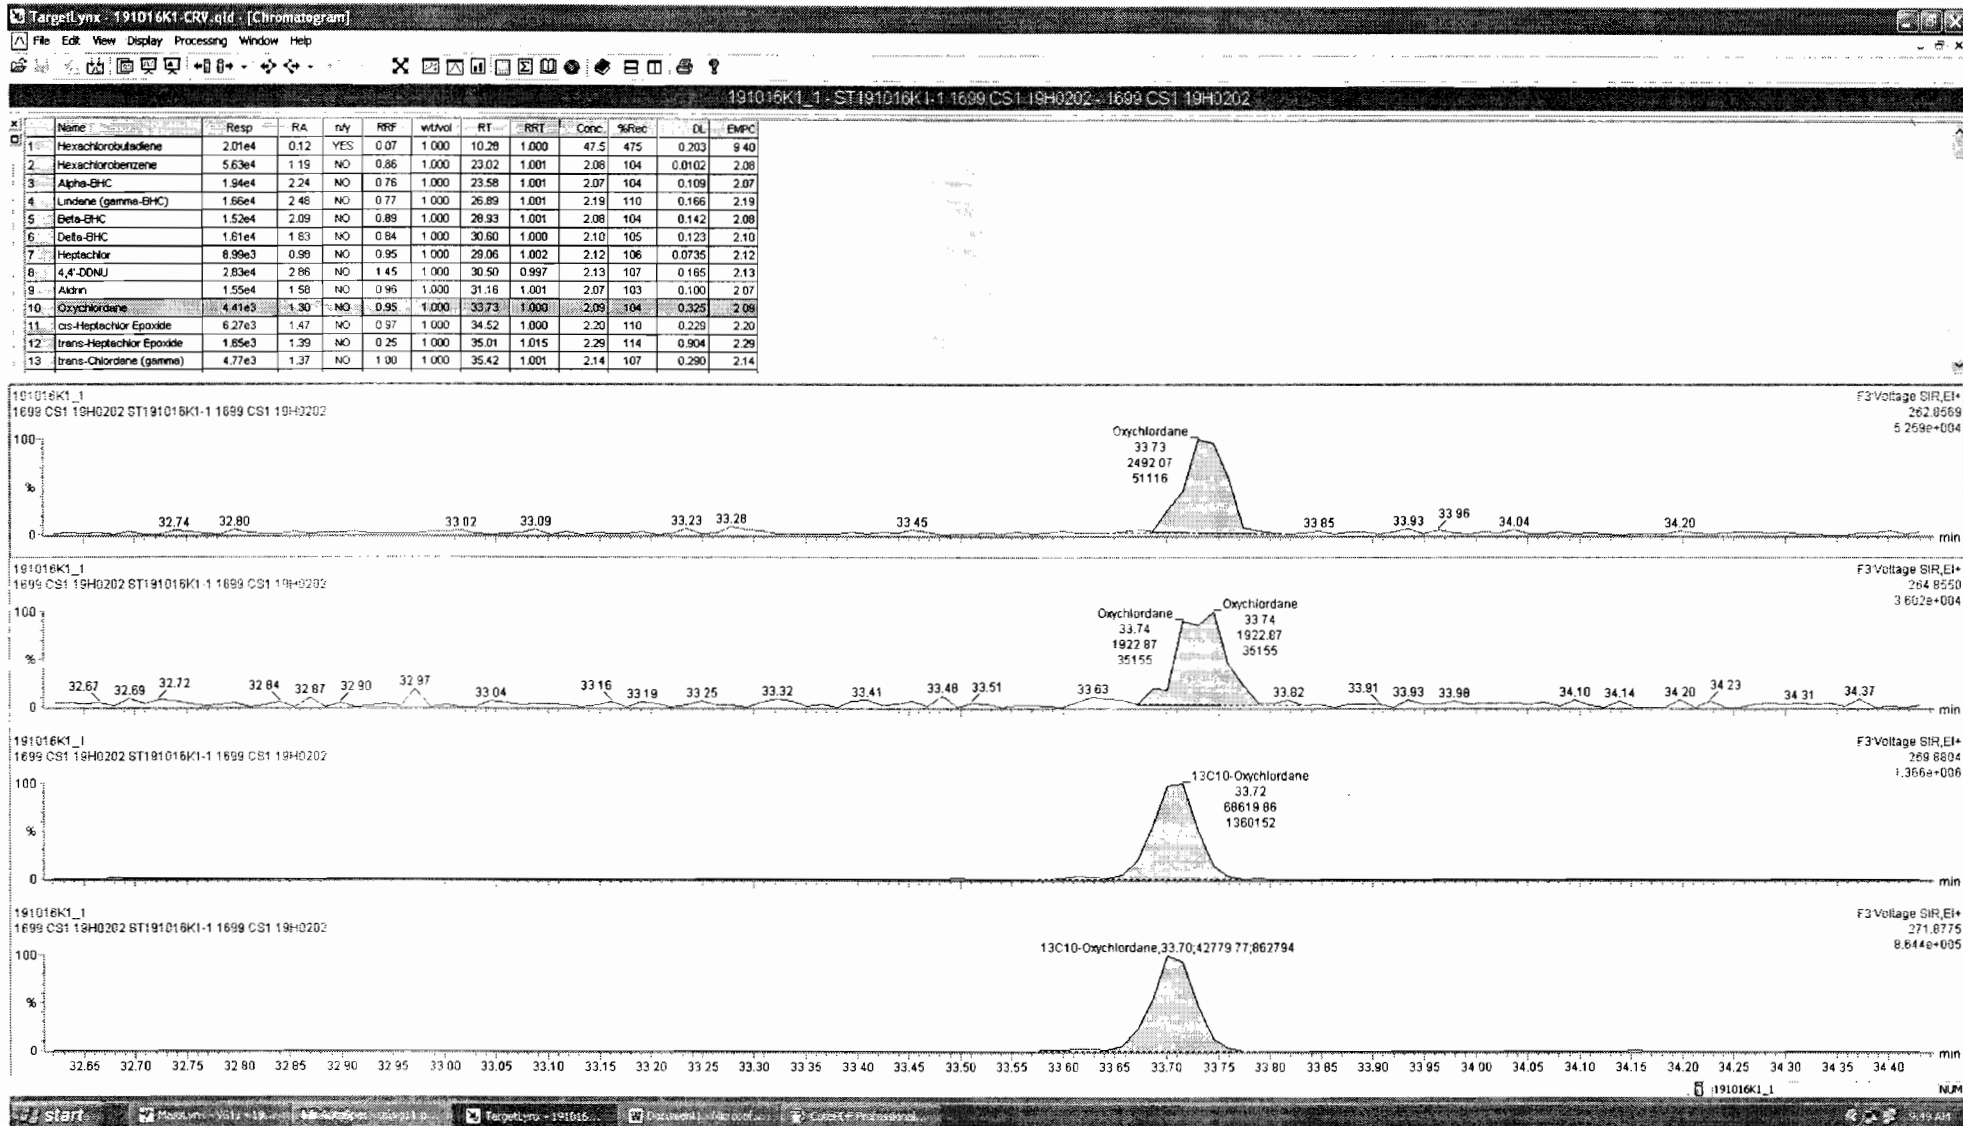 TargetLynx - 191016K1-CRV.qld - [Chromatogram]
File Edit View Display Processing Window Help
191016K1_1 - ST191016K1-1 1699 CS1 19H0202 - 1699 CS1 19H0202
Name Resp RA n/y RRF wt/vol RT RRT Conc. %Rec DL EMPC
1 Hexachlorobutadiene 2.01e4 0.12 YES 0.07 1.000 10.28 1.000 47.5 475 0.203 9.40
2 Hexachlorobenzene 5.63e4 1.19 NO 0.86 1.000 23.02 1.001 2.08 104 0.0102 2.08
3 Alpha-BHC 1.94e4 2.24 NO 0.76 1.000 23.58 1.001 2.07 104 0.109 2.07
4 Lindene (gamma-BHC) 1.66e4 2.48 NO 0.77 1.000 26.89 1.001 2.19 110 0.166 2.19
5 Beta-BHC 1.52e4 2.09 NO 0.89 1.000 28.93 1.001 2.08 104 0.142 2.08
6 Delta-BHC 1.61e4 1.83 NO 0.84 1.000 30.60 1.000 2.10 105 0.123 2.10
7 Heptachlor 8.99e3 0.99 NO 0.95 1.000 29.06 1.002 2.12 106 0.0735 2.12
8 4,4'-DDNU 2.83e4 2.86 NO 1.45 1.000 30.50 0.997 2.13 107 0.165 2.13
9 Aldrin 1.55e4 1.58 NO 0.96 1.000 31.16 1.001 2.07 103 0.100 2.07
10 Oxychlordane 4.41e3 1.30 NO 0.95 1.000 33.73 1.000 2.09 104 0.325 2.09
11 cis-Heptachlor Epoxide 6.27e3 1.47 NO 0.97 1.000 34.52 1.000 2.20 110 0.229 2.20
12 trans-Heptachlor Epoxide 1.65e3 1.39 NO 0.25 1.000 35.01 1.015 2.29 114 0.904 2.29
13 trans-Chlordane (gamma) 4.77e3 1.37 NO 1.00 1.000 35.42 1.001 2.14 107 0.290 2.14
191016K1_1
1699 CS1 19H0202 ST191016K1-1 1699 CS1 19H0202
F3:Voltage SIR,EI+
262.8569
5.259e+004
100
%
0
Oxychlordane
33.73
2492.07
51116
32.74 32.80 33.02 33.09 33.23 33.28 33.45 33.85 33.93 33.96 34.04 34.20
min
191016K1_1
1699 CS1 19H0202 ST191016K1-1 1699 CS1 19H0202
F3:Voltage SIR,EI+
264.8550
3.602e+004
100
%
0
Oxychlordane
33.74
1922.87
35155
Oxychlordane
33.74
1922.87
35155
32.67 32.69 32.72 32.84 32.87 32.90 32.97 33.04 33.16 33.19 33.25 33.32 33.41 33.48 33.51 33.63 33.82 33.91 33.93 33.98 34.10 34.14 34.20 34.23 34.31 34.37
min
191016K1_1
1699 CS1 19H0202 ST191016K1-1 1699 CS1 19H0202
F3:Voltage SIR,EI+
269.8804
1.366e+006
100
%
0
13C10-Oxychlordane
33.72
68619.86
1360152
min
191016K1_1
1699 CS1 19H0202 ST191016K1-1 1699 CS1 19H0202
F3:Voltage SIR,EI+
271.8775
8.644e+005
100
%
0
13C10-Oxychlordane;33.70;42779.77;862794
min
32.65 32.70 32.75 32.80 32.85 32.90 32.95 33.00 33.05 33.10 33.15 33.20 33.25 33.30 33.35 33.40 33.45 33.50 33.55 33.60 33.65 33.70 33.75 33.80 33.85 33.90 33.95 34.00 34.05 34.10 34.15 34.20 34.25 34.30 34.35 34.40
191016K1_1 NUM
start TargetLynx - 191016... 9:49 AM